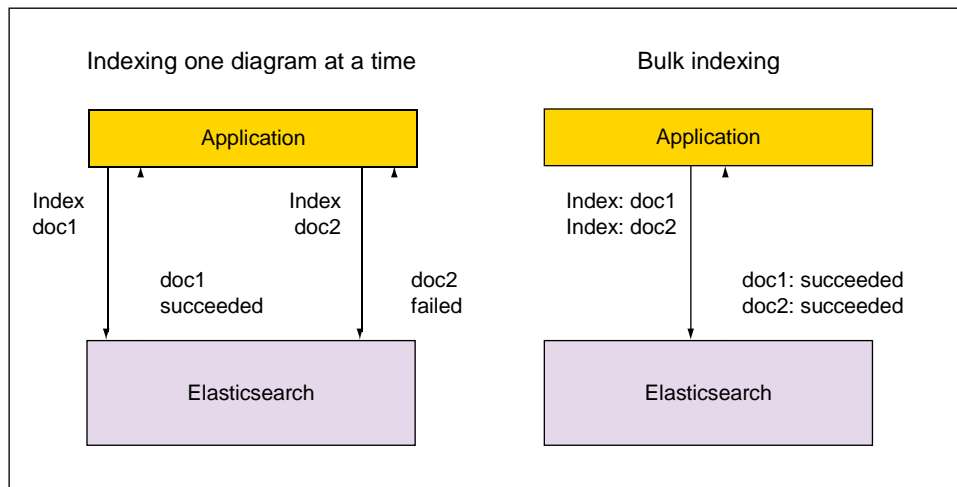 Indexing one diagram at a time
Application
Index
doc1
Index
doc2
doc1
succeeded
doc2
failed
Elasticsearch
Bulk indexing
Application
Index: doc1
Index: doc2
doc1: succeeded
doc2: succeeded
Elasticsearch